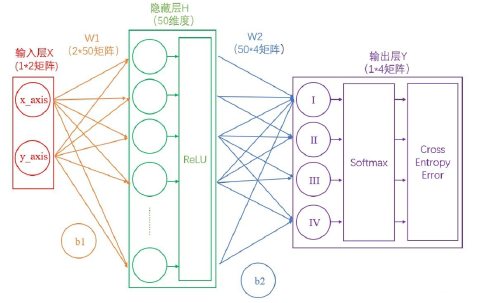 输入层X
(1*2矩阵)
x_axis
y_axis
W1
(2*50矩阵)
b1
隐藏层H
(50维度)
ReLU
W2
(50*4矩阵)
b2
输出层Y
(1*4矩阵)
I
II
III
IV
Softmax
Cross
Entropy
Error